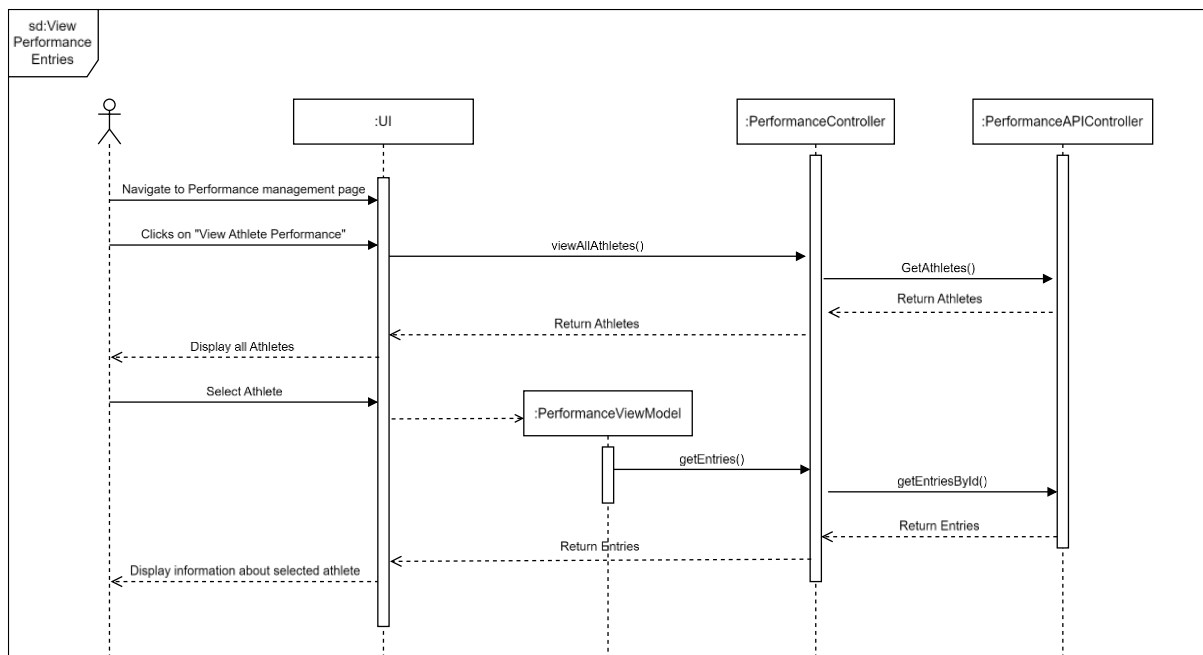 sd:View
Performance
Entries
:UI
:PerformanceController
:PerformanceAPIController
Navigate to Performance management page
Clicks on "View Athlete Performance"
viewAllAthletes()
GetAthletes()
Return Athletes
Return Athletes
Display all Athletes
Select Athlete
:PerformanceViewModel
getEntries()
getEntriesById()
Return Entries
Return Entries
Display information about selected athlete